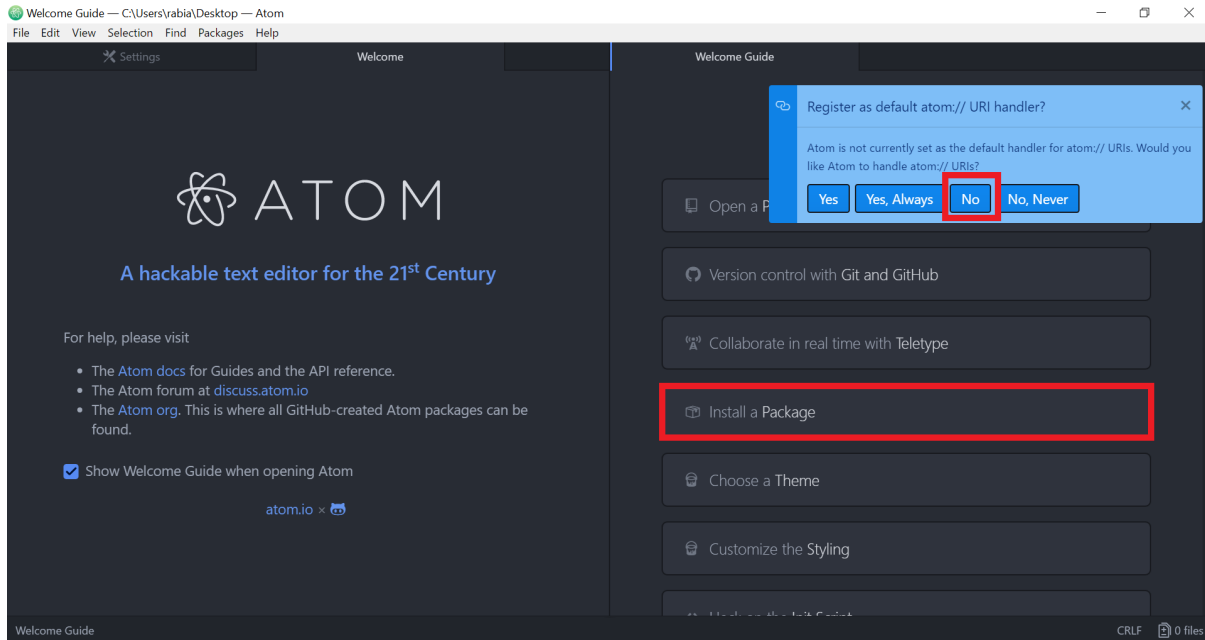 Welcome Guide — C:\Users\rabia\Desktop — Atom
File Edit View Selection Find Packages Help
Settings
Welcome
Welcome Guide
Register as default atom:// URI handler?
Atom is not currently set as the default handler for atom:// URIs. Would you
like Atom to handle atom:// URIs?
Yes
Yes, Always
No
No, Never
ATOM
A hackable text editor for the 21st Century
For help, please visit
• The Atom docs for Guides and the API reference.
• The Atom forum at discuss.atom.io
• The Atom org. This is where all GitHub-created Atom packages can be
found.
Show Welcome Guide when opening Atom
atom.io ×
Open a P
Version control with Git and GitHub
Collaborate in real time with Teletype
Install a Package
Choose a Theme
Customize the Styling
Hack on the Init Script
Welcome Guide
CRLF
0 files